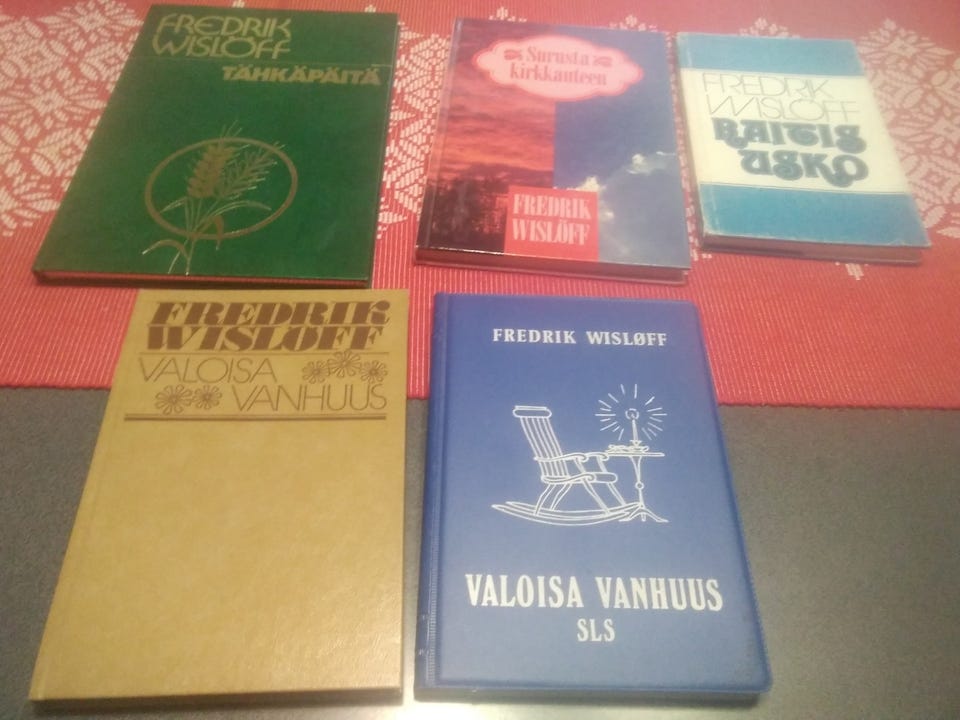 FREDRIK
WISLÖFF
TÄHKÄPÄITÄ
Surusta
kirkkauteen
FREDRIK
WISLÖFF
FREDRIK
WISLÖFF
RAITIS
USKO
FREDRIK
WISLØFF
VALOISA
VANHUUS
FREDRIK WISLØFF
VALOISA VANHUUS
SLS